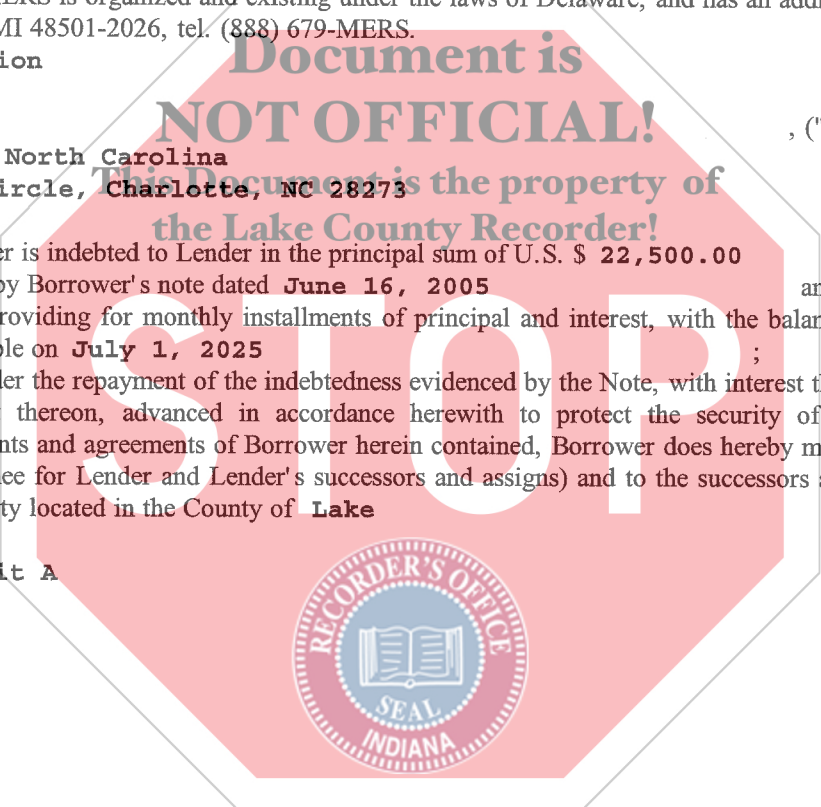 ERS is organized and existing under the laws of Delaware, and has an add
MI 48501-2026, tel. (888) 679-MERS.
Document is
ion
NOT OFFICIAL!
, ("
North Carolina
This Document is the property of
ircle, Charlotte, NC 28273
the Lake County Recorder!
er is indebted to Lender in the principal sum of U.S. $ 22,500.00
by Borrower's note dated June 16, 2005 an
roviding for monthly installments of principal and interest, with the balan
ble on July 1, 2025 ;
der the repayment of the indebtedness evidenced by the Note, with interest t
thereon, advanced in accordance herewith to protect the security of
nts and agreements of Borrower herein contained, Borrower does hereby m
ee for Lender and Lender's successors and assigns) and to the successors a
ty located in the County of Lake
STOP
it A
RECORDER'S OFFICE
SEAL
INDIANA